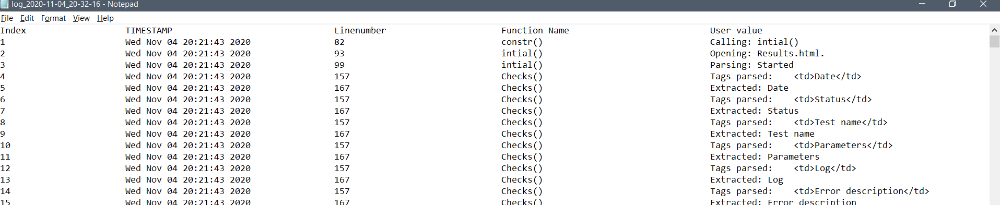 log_2020-11-04_20-32-16 - Notepad
File Edit Format View Help
Index TIMESTAMP Linenumber Function Name User value
1 Wed Nov 04 20:21:43 2020 82 constr() Calling: intial()
2 Wed Nov 04 20:21:43 2020 93 intial() Opening: Results.html.
3 Wed Nov 04 20:21:43 2020 99 intial() Parsing: Started
4 Wed Nov 04 20:21:43 2020 157 Checks() Tags parsed: <td>Date</td>
5 Wed Nov 04 20:21:43 2020 167 Checks() Extracted: Date
6 Wed Nov 04 20:21:43 2020 157 Checks() Tags parsed: <td>Status</td>
7 Wed Nov 04 20:21:43 2020 167 Checks() Extracted: Status
8 Wed Nov 04 20:21:43 2020 157 Checks() Tags parsed: <td>Test name</td>
9 Wed Nov 04 20:21:43 2020 167 Checks() Extracted: Test name
10 Wed Nov 04 20:21:43 2020 157 Checks() Tags parsed: <td>Parameters</td>
11 Wed Nov 04 20:21:43 2020 167 Checks() Extracted: Parameters
12 Wed Nov 04 20:21:43 2020 157 Checks() Tags parsed: <td>Log</td>
13 Wed Nov 04 20:21:43 2020 167 Checks() Extracted: Log
14 Wed Nov 04 20:21:43 2020 157 Checks() Tags parsed: <td>Error description</td>
15 Wed Nov 04 20:21:43 2020 167 Checks() Extracted: Error description